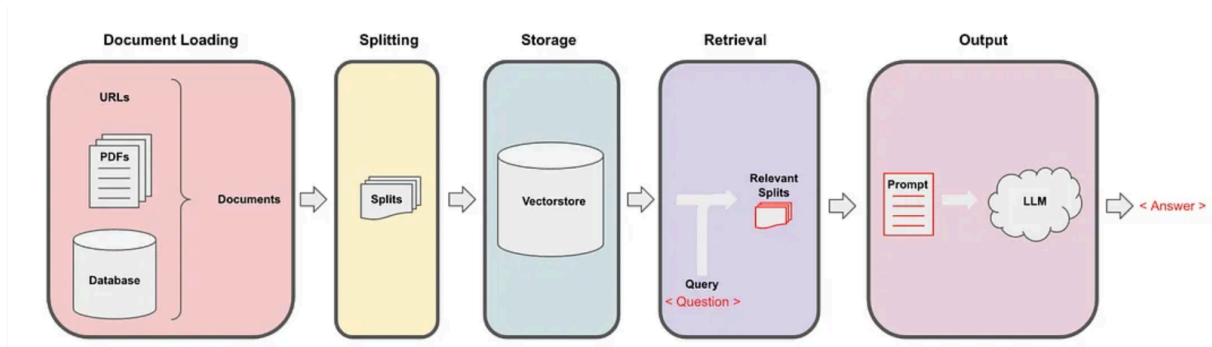 Document Loading
Splitting
Storage
Retrieval
Output
URLs
PDFs
Documents
Database
Splits
Vectorstore
Relevant
Splits
Query
< Question >
Prompt
LLM
< Answer >